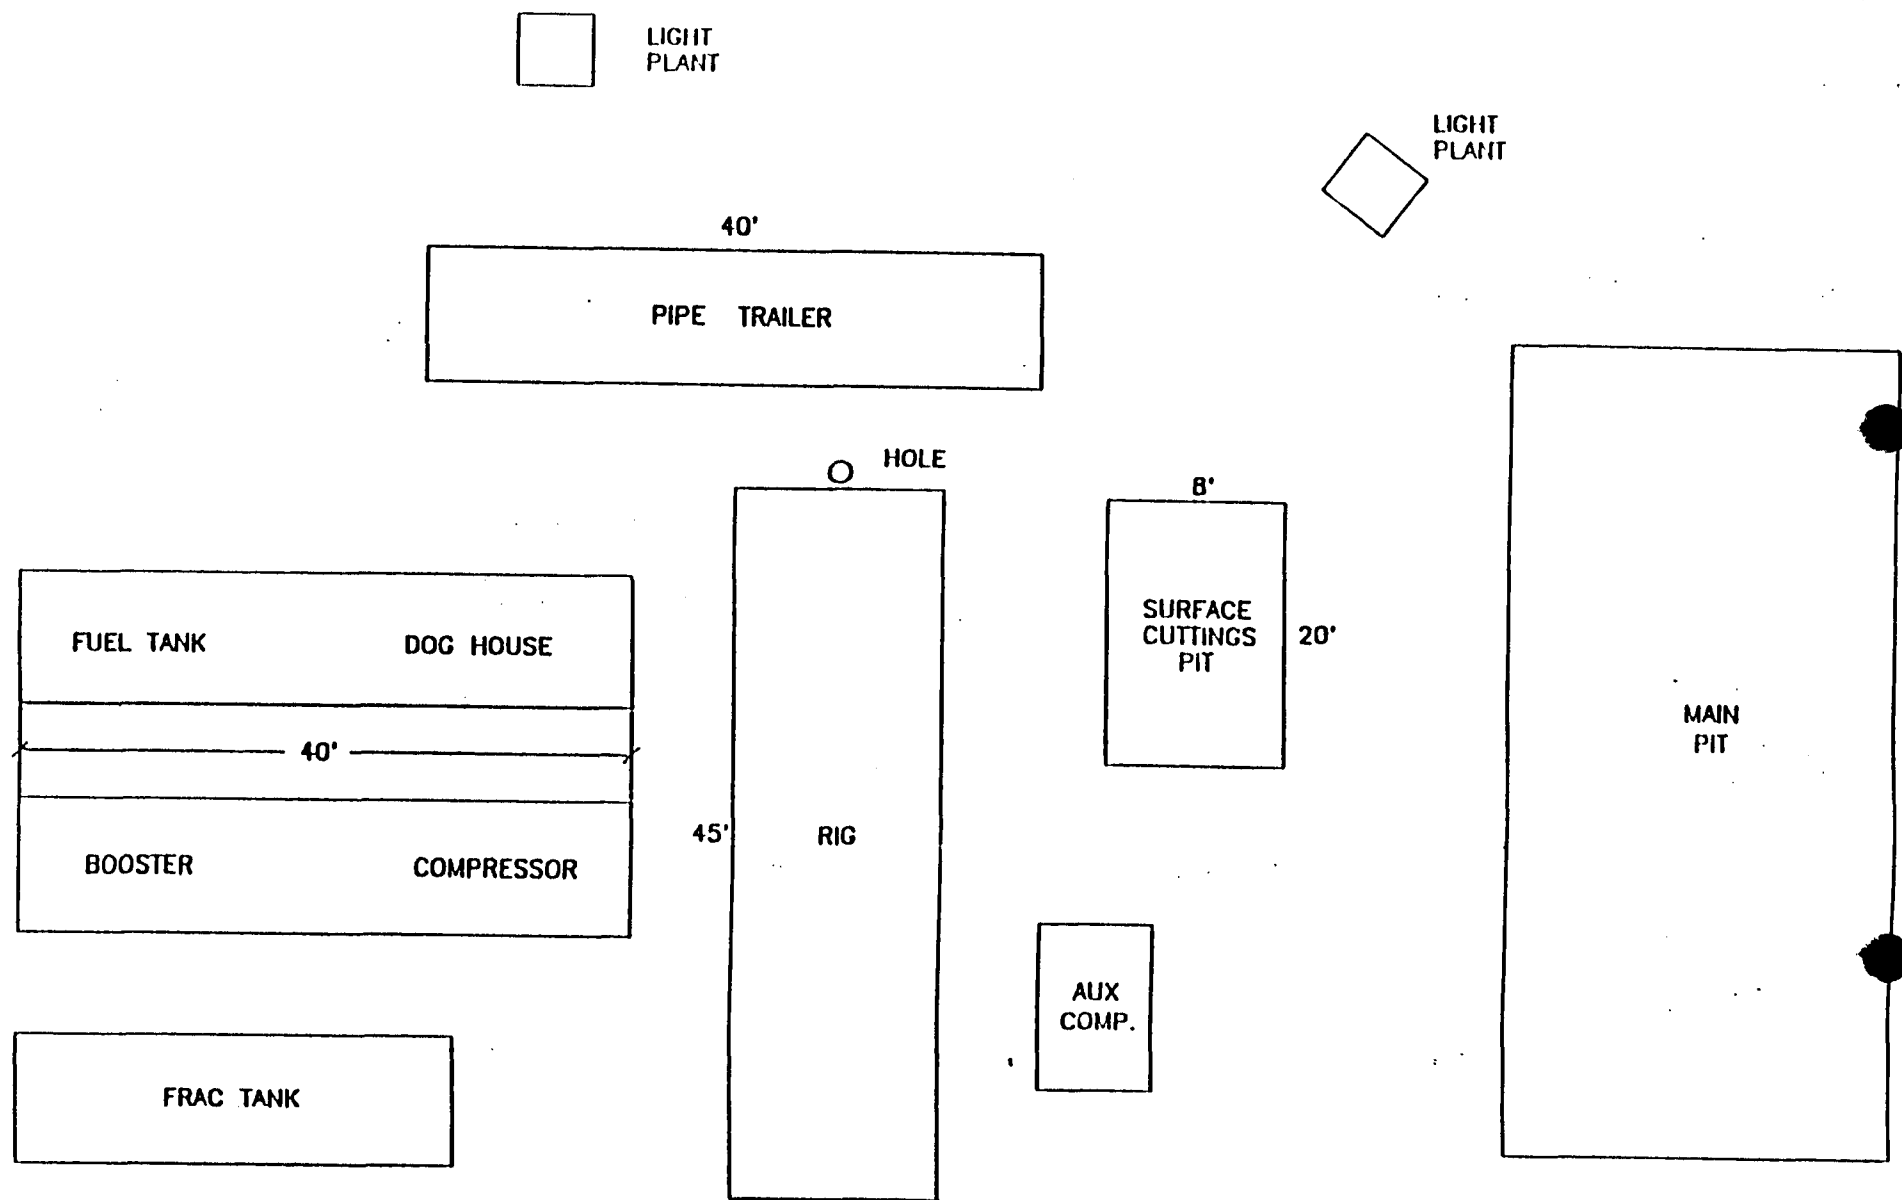 LIGHT
PLANT
LIGHT
PLANT
40'
PIPE TRAILER
HOLE
8'
SURFACE
CUTTINGS
PIT
20'
FUEL TANK DOG HOUSE
40'
MAIN
PIT
45'
RIG
BOOSTER COMPRESSOR
AUX
COMP.
FRAC TANK